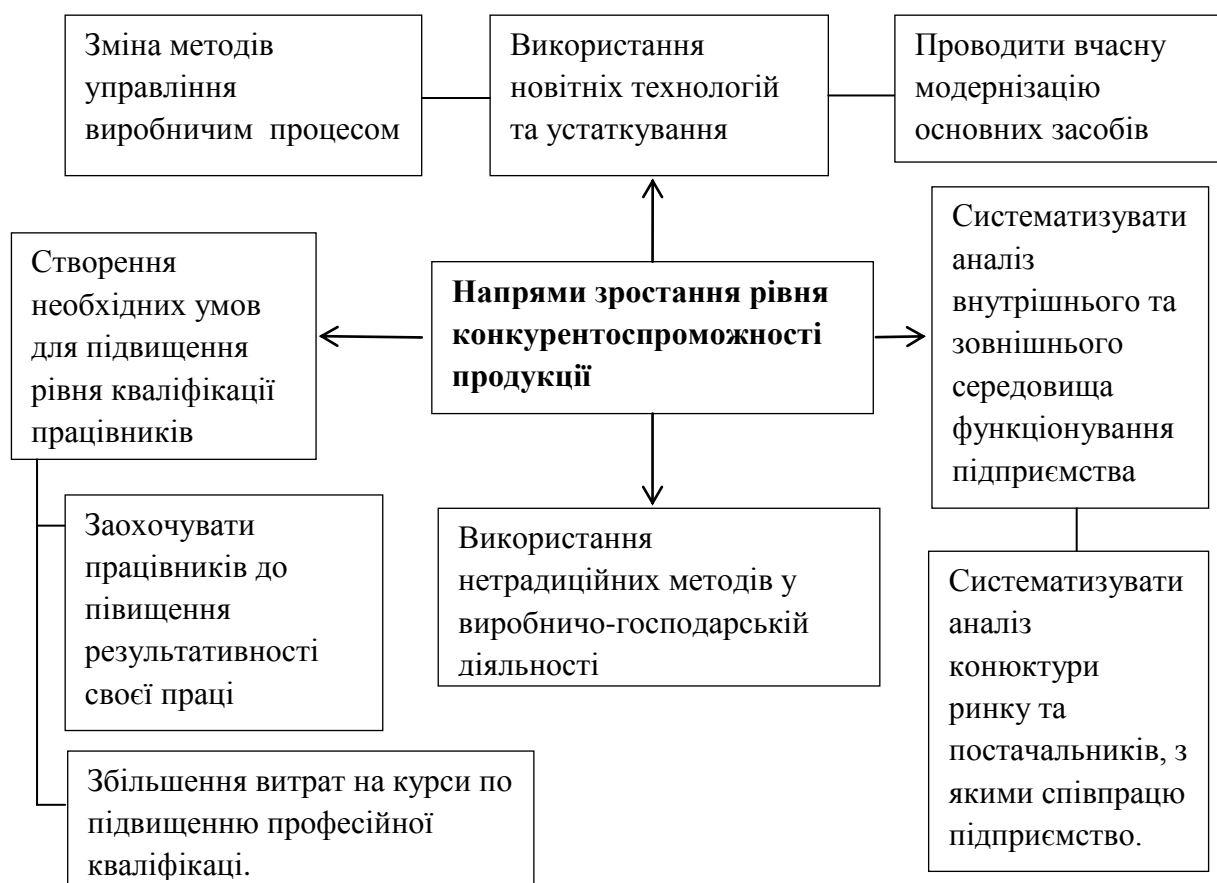 Зміна методів
управління
виробничим процесом
Використання
новітніх технологій
та устаткування
Проводити вчасну
модернізацію
основних засобів
Створення
необхідних умов
для підвищення
рівня кваліфікації
працівників
Напрями зростання рівня
конкурентоспроможності
продукції
Систематизувати
аналіз
внутрішнього та
зовнішнього
середовища
функціонування
підприємства
Заохочувати
працівників до
півищення
результативності
своєї праці
Використання
нетрадиційних методів у
виробничо-господарській
діяльності
Систематизувати
аналіз
конюктури
ринку та
постачальників, з
якими співпрацю
підприємство.
Збільшення витрат на курси по
підвищенню професійної
кваліфікаці.